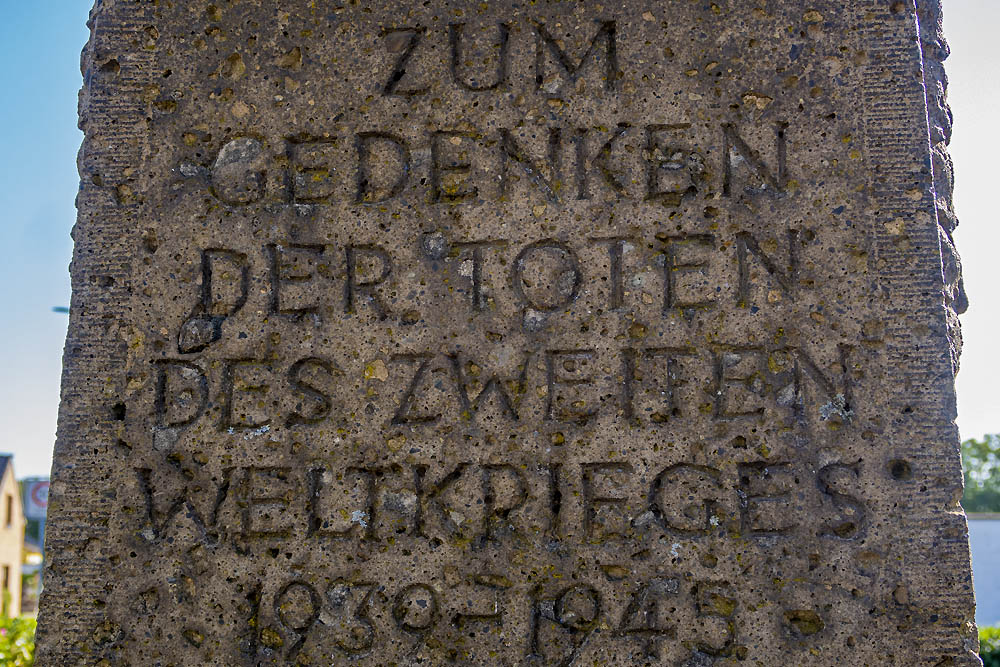 ZUM
GEDENKEN
DER TOTEN
DES ZWEITEN
WELTKRIEGES
1939-1945